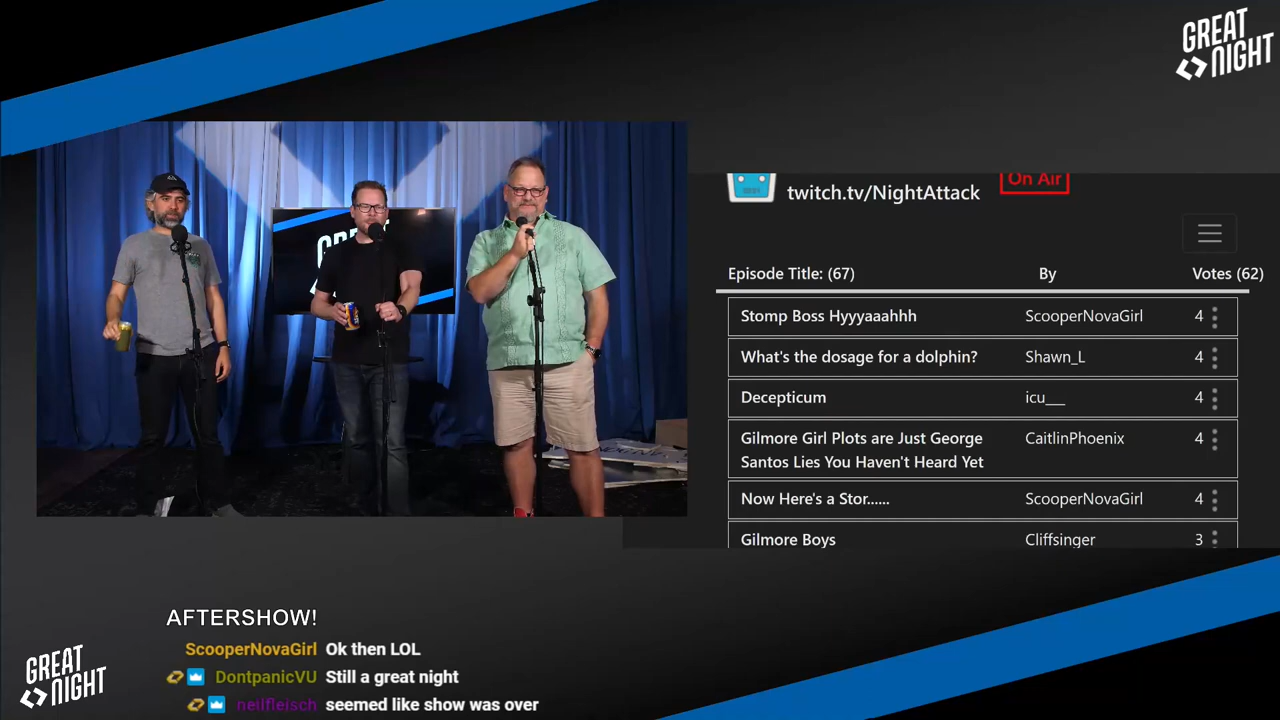 GREAT
NIGHT
twitch.tv/NightAttack
On Air
Episode Title: (67) By Votes (62)
Stomp Boss Hyyyaaahhh ScooperNovaGirl 4
What's the dosage for a dolphin? Shawn_L 4
Decepticum icu___ 4
Gilmore Girl Plots are Just George CaitlinPhoenix 4
Santos Lies You Haven't Heard Yet
Now Here's a Stor...... ScooperNovaGirl 4
Gilmore Boys Cliffsinger 3
AFTERSHOW!
ScooperNovaGirl Ok then LOL
DontpanicVU Still a great night
neilfleisch seemed like show was over
GREAT
NIGHT